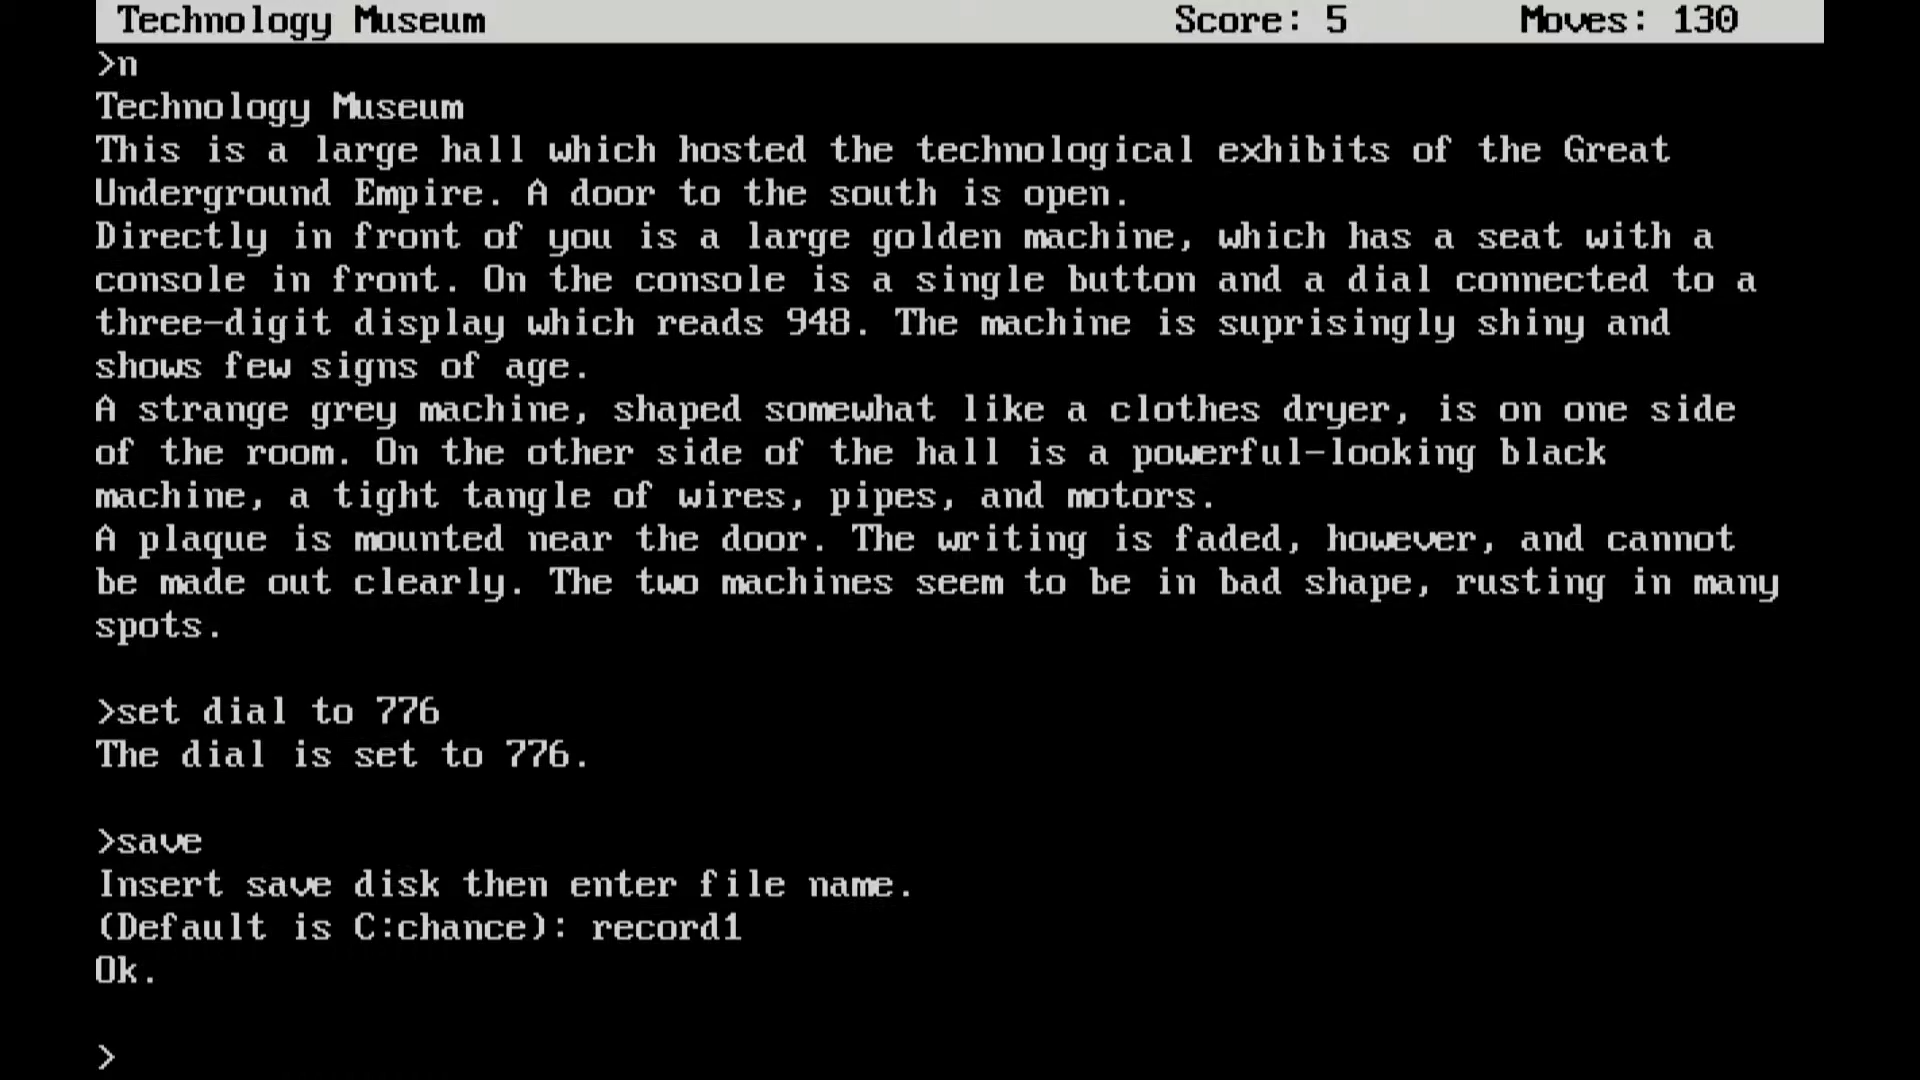 Technology Museum Score: 5 Moves: 130
>n
Technology Museum
This is a large hall which hosted the technological exhibits of the Great
Underground Empire. A door to the south is open.
Directly in front of you is a large golden machine, which has a seat with a
console in front. On the console is a single button and a dial connected to a
three-digit display which reads 948. The machine is suprisingly shiny and
shows few signs of age.
A strange grey machine, shaped somewhat like a clothes dryer, is on one side
of the room. On the other side of the hall is a powerful-looking black
machine, a tight tangle of wires, pipes, and motors.
A plaque is mounted near the door. The writing is faded, however, and cannot
be made out clearly. The two machines seem to be in bad shape, rusting in many
spots.
>set dial to 776
The dial is set to 776.
>save
Insert save disk then enter file name.
(Default is C:chance): record1
Ok.
>